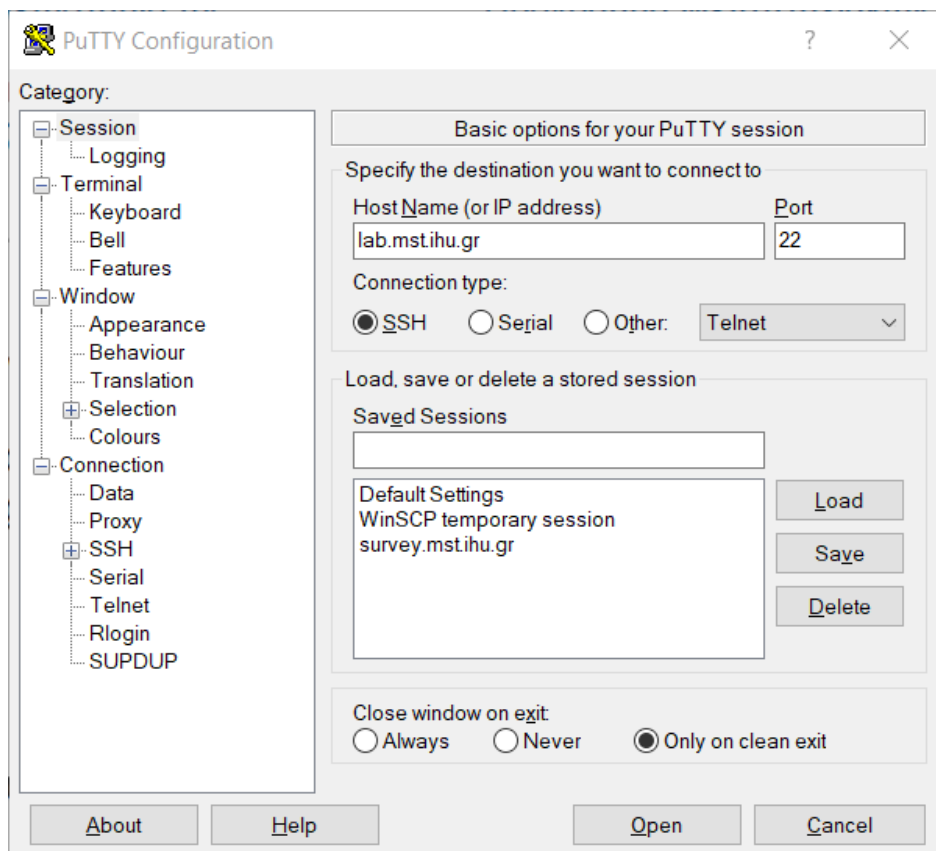 PuTTY Configuration
?
Category:
Session
Logging
Terminal
Keyboard
Bell
Features
Window
Appearance
Behaviour
Translation
Selection
Colours
Connection
Data
Proxy
SSH
Serial
Telnet
Rlogin
SUPDUP
Basic options for your PuTTY session
Specify the destination you want to connect to
Host Name (or IP address) Port
lab.mst.ihu.gr 22
Connection type:
SSH Serial Other: Telnet
Load, save or delete a stored session
Saved Sessions
Default Settings
WinSCP temporary session
survey.mst.ihu.gr
Load
Save
Delete
Close window on exit:
Always Never Only on clean exit
About Help Open Cancel